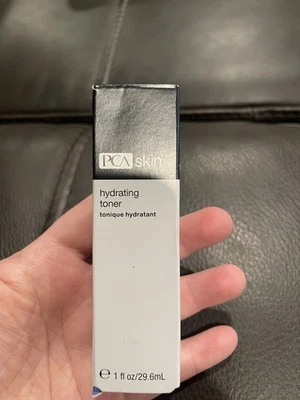 PCA skin
hydrating
toner
tonique hydratant
e 1 fl oz/29.6mL